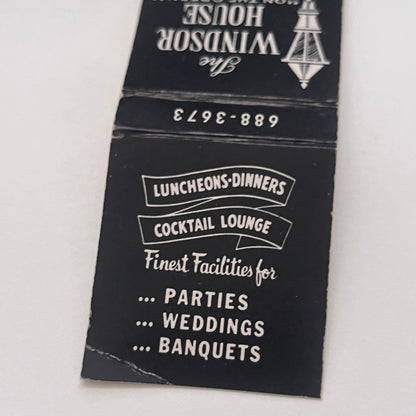 The
WINDSOR
HOUSE
688-3673
LUNCHEONS-DINNERS
COCKTAIL LOUNGE
Finest Facilities for
... PARTIES
... WEDDINGS
... BANQUETS